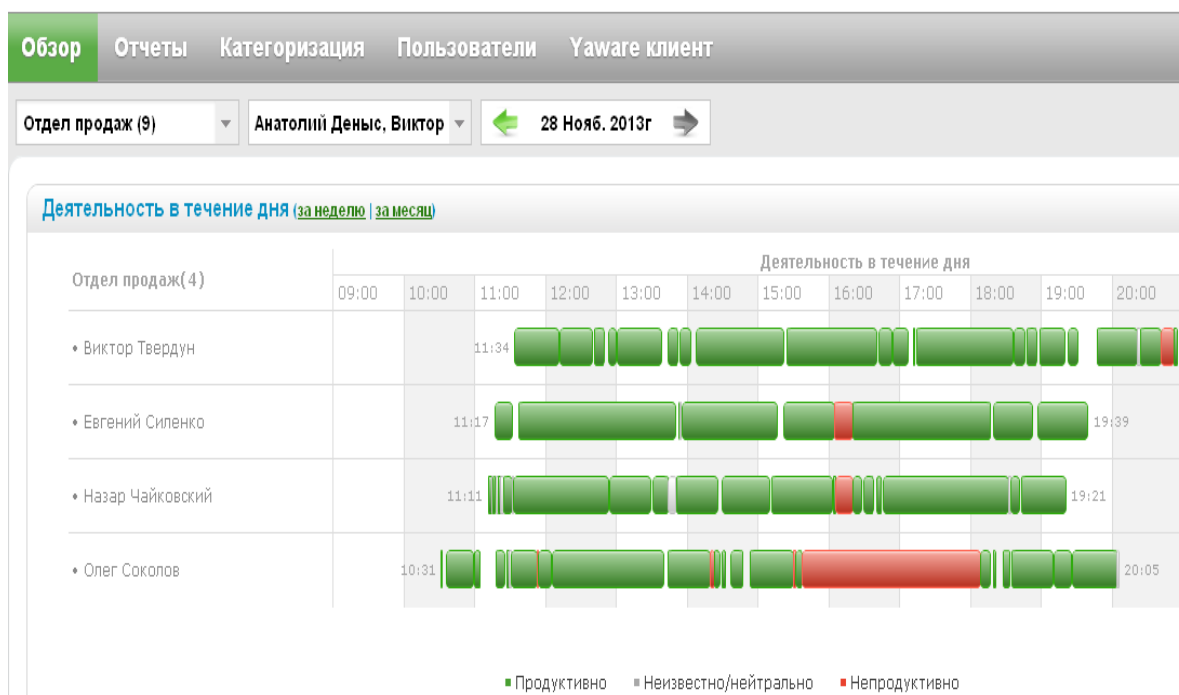 Обзор Отчеты Категоризация Пользователи Yaware клиент
Отдел продаж (9) Анатолий Деныс, Виктор 28 Нояб. 2013г
Деятельность в течение дня (за неделю | за месяц)
Деятельность в течение дня
Отдел продаж(4)
09:00 10:00 11:00 12:00 13:00 14:00 15:00 16:00 17:00 18:00 19:00 20:00
• Виктор Твердун 11:34
• Евгений Силенко 11:17 19:39
• Назар Чайковский 11:11 19:21
• Олег Соколов 10:31 20:05
Продуктивно Неизвестно/нейтрально Непродуктивно